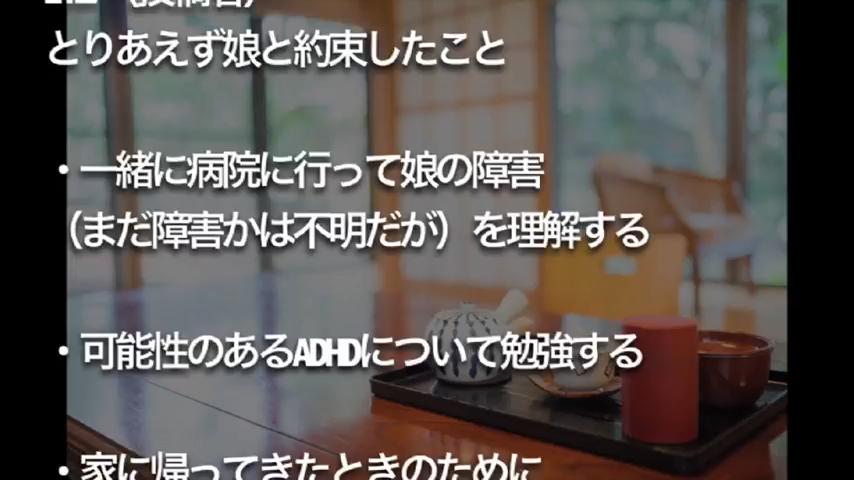 とりあえず娘と約束したこと
・一緒に病院に行って娘の障害
（まだ障害かは不明だが）を理解する
・可能性のあるADHDについて勉強する
・家に帰ってきたときのために